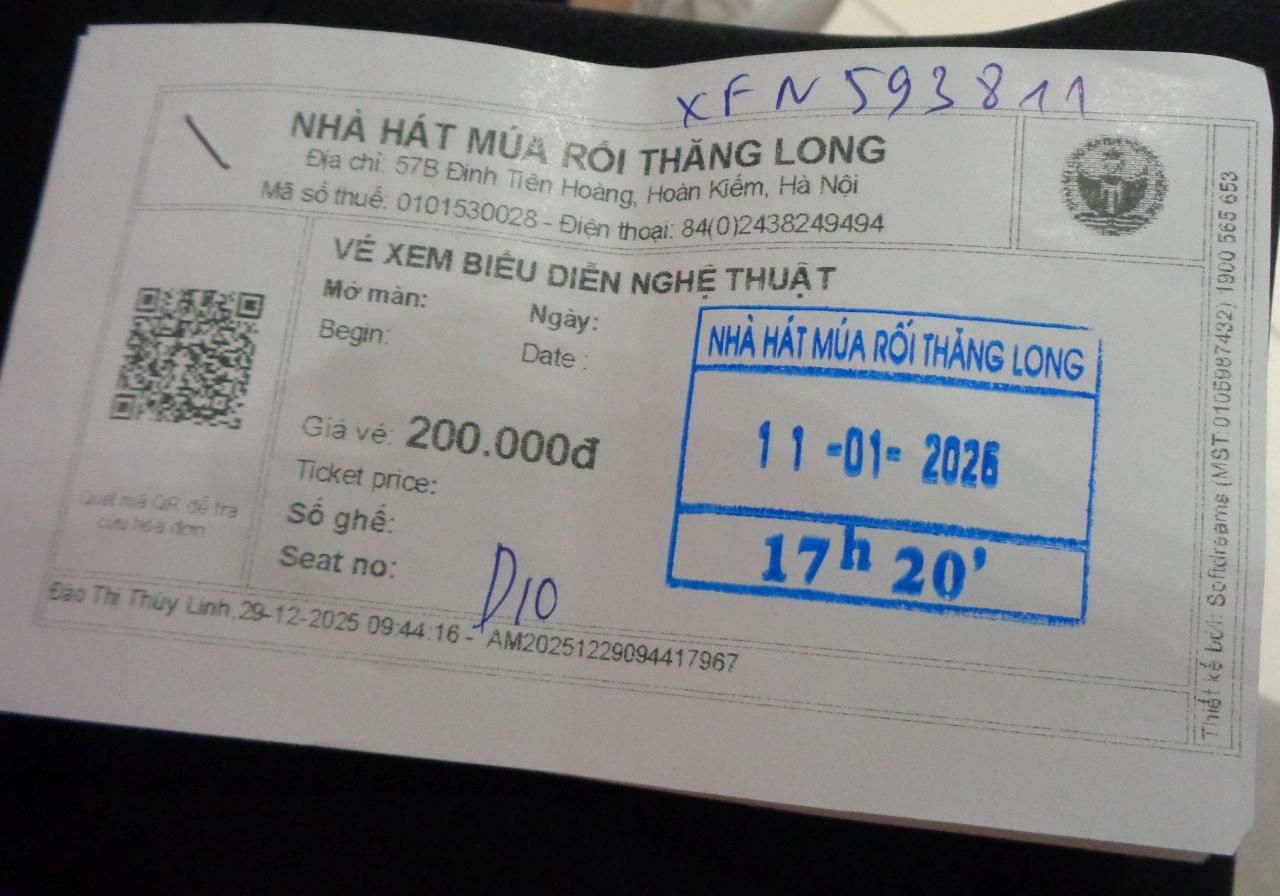 XFN 593811
NHÀ HÁT MÚA RỐI THĂNG LONG
Địa chỉ: 57B Đinh Tiên Hoàng, Hoàn Kiếm, Hà Nội
Mã số thuế: 0101530028 - Điện thoại: 84(0)2438249494
VÉ XEM BIỂU DIỄN NGHỆ THUẬT
Mở màn:
Ngày:
Begin:
Date :
NHÀ HÁT MÚA RỐI THĂNG LONG
11-01-2026
17h 20'
Giá vé: 200.000đ
Ticket price:
Số ghế:
Seat no:
D10
Quét mã QR để tra
cứu hóa đơn
Đào Thị Thùy Linh,29-12-2025 09:44:16 - AM20251229094417967
Thiết kế bởi: Softdreams (MST:0105987432) 1900 565 653